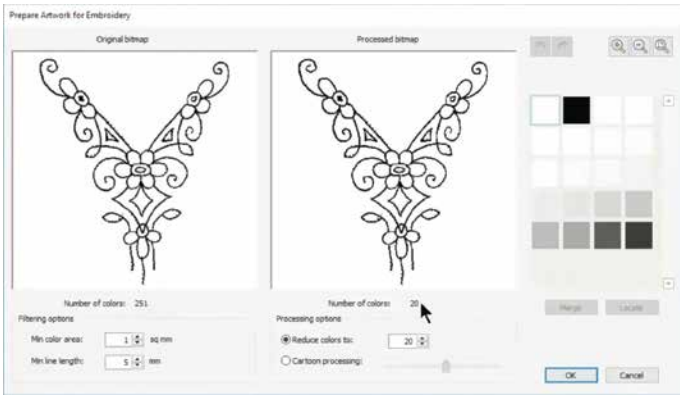 Prepare Artwork for Embroidery
Original bitmap
Processed bitmap
Number of colors: 251
Number of colors: 20
Filtering options
Min color area: 1 sq mm
Min line length: 5 mm
Processing options
Reduce colors to: 20
Cartoon processing:
Merge
Locate
OK
Cancel